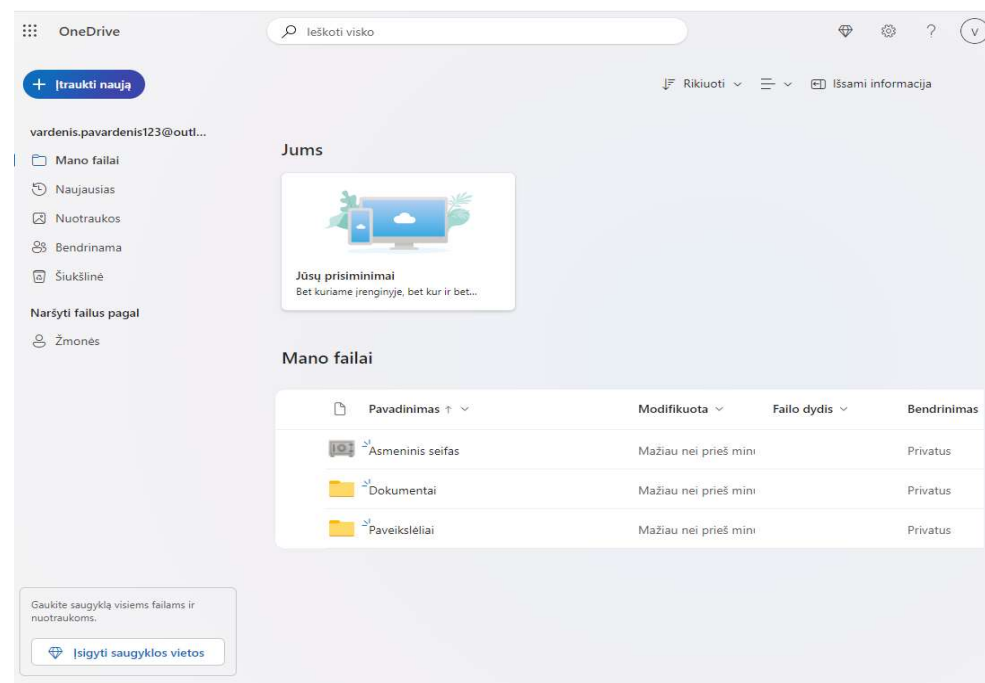 OneDrive
Ieškoti visko
?
V
+ Įtraukti naują
Rikiuoti
Išsami informacija
vardenis.pavardenis123@outl...
Mano failai
Naujausias
Nuotraukos
Bendrinama
Šiukšlinė
Naršyti failus pagal
Žmonės
Jums
Jūsų prisiminimai
Bet kuriame įrenginyje, bet kur ir bet...
Mano failai
Pavadinimas ↑ Modifikuota Failo dydis Bendrinimas
Asmeninis seifas Mažiau nei prieš minu Privatus
Dokumentai Mažiau nei prieš minu Privatus
Paveikslėliai Mažiau nei prieš minu Privatus
Gaukite saugyklą visiems failams ir
nuotraukoms.
Įsigyti saugyklos vietos